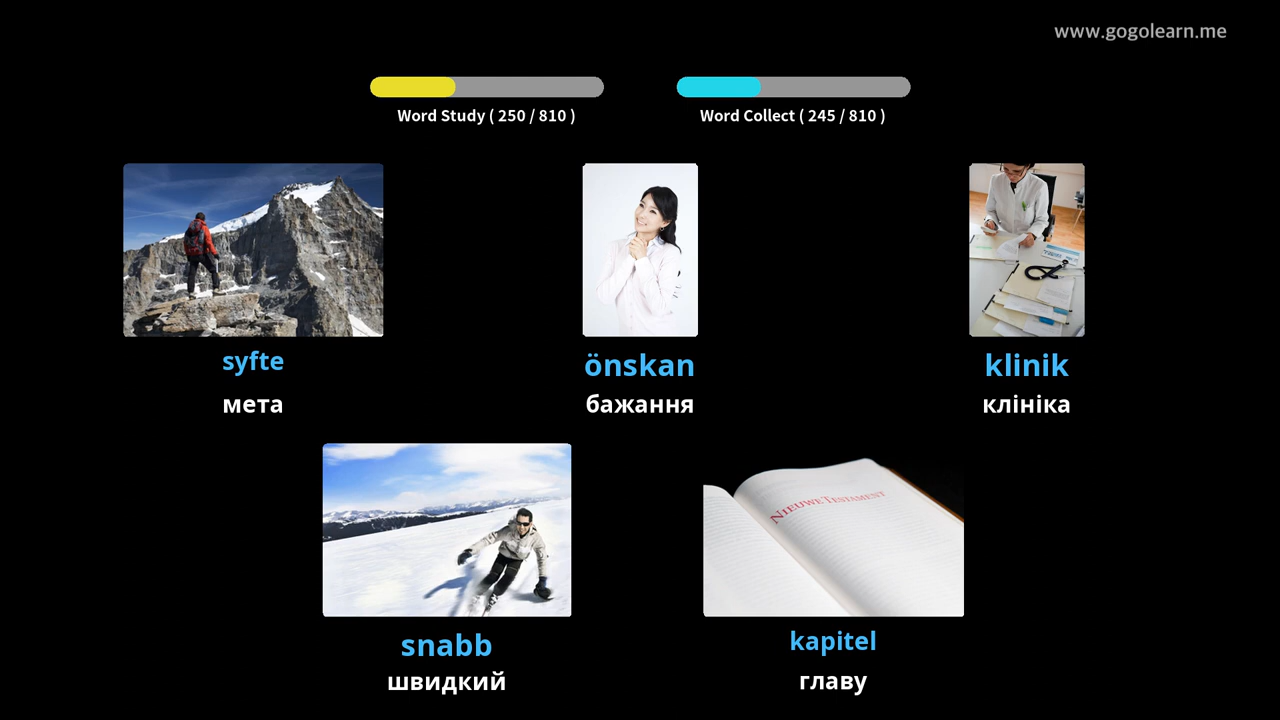 www.gogolearn.me
Word Study ( 250 / 810 )
Word Collect ( 245 / 810 )
syfte
önskan
klinik
мета
бажання
клініка
NIEUWE TESTAMENT
snabb
kapitel
швидкий
главу